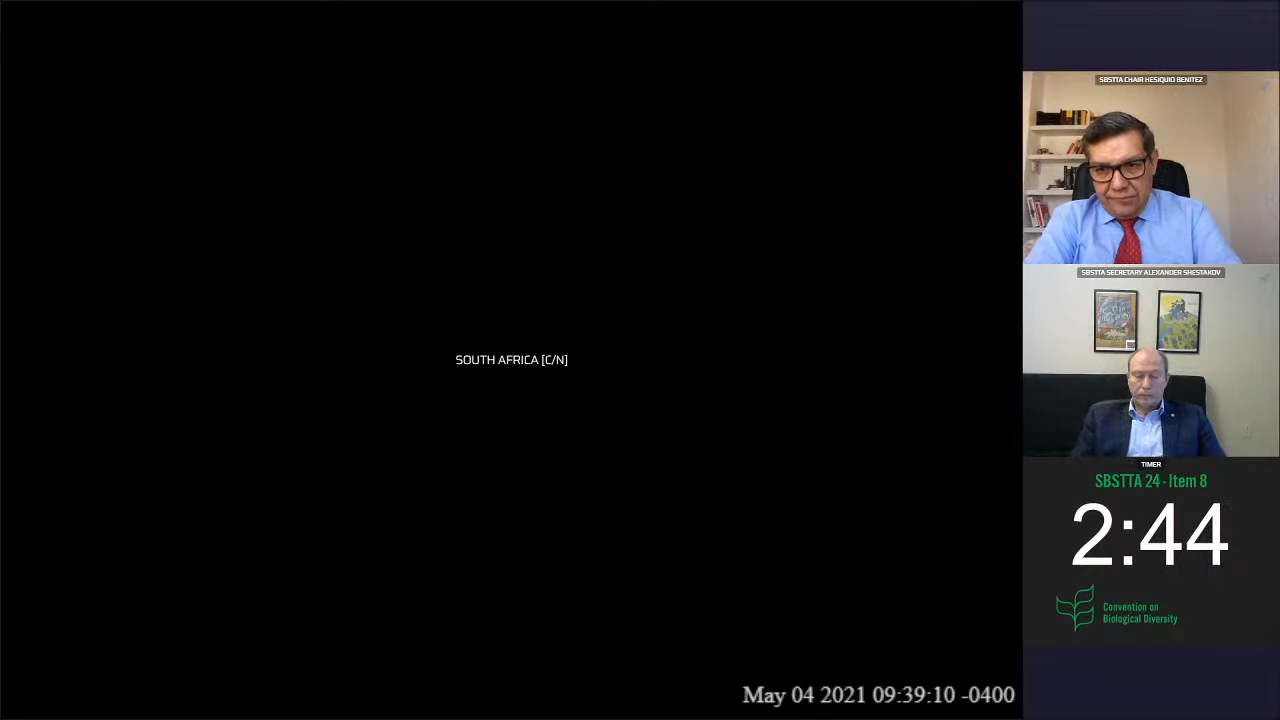 SOUTH AFRICA [C/N]
May 04 2021 09:39:10 -0400
SBSTTA CHAIR HESIQUIO BENITEZ
SBSTTA SECRETARY ALEXANDER SHESTAKOV
TIMER
SBSTTA 24 - Item 8
2:44
Convention on
Biological Diversity